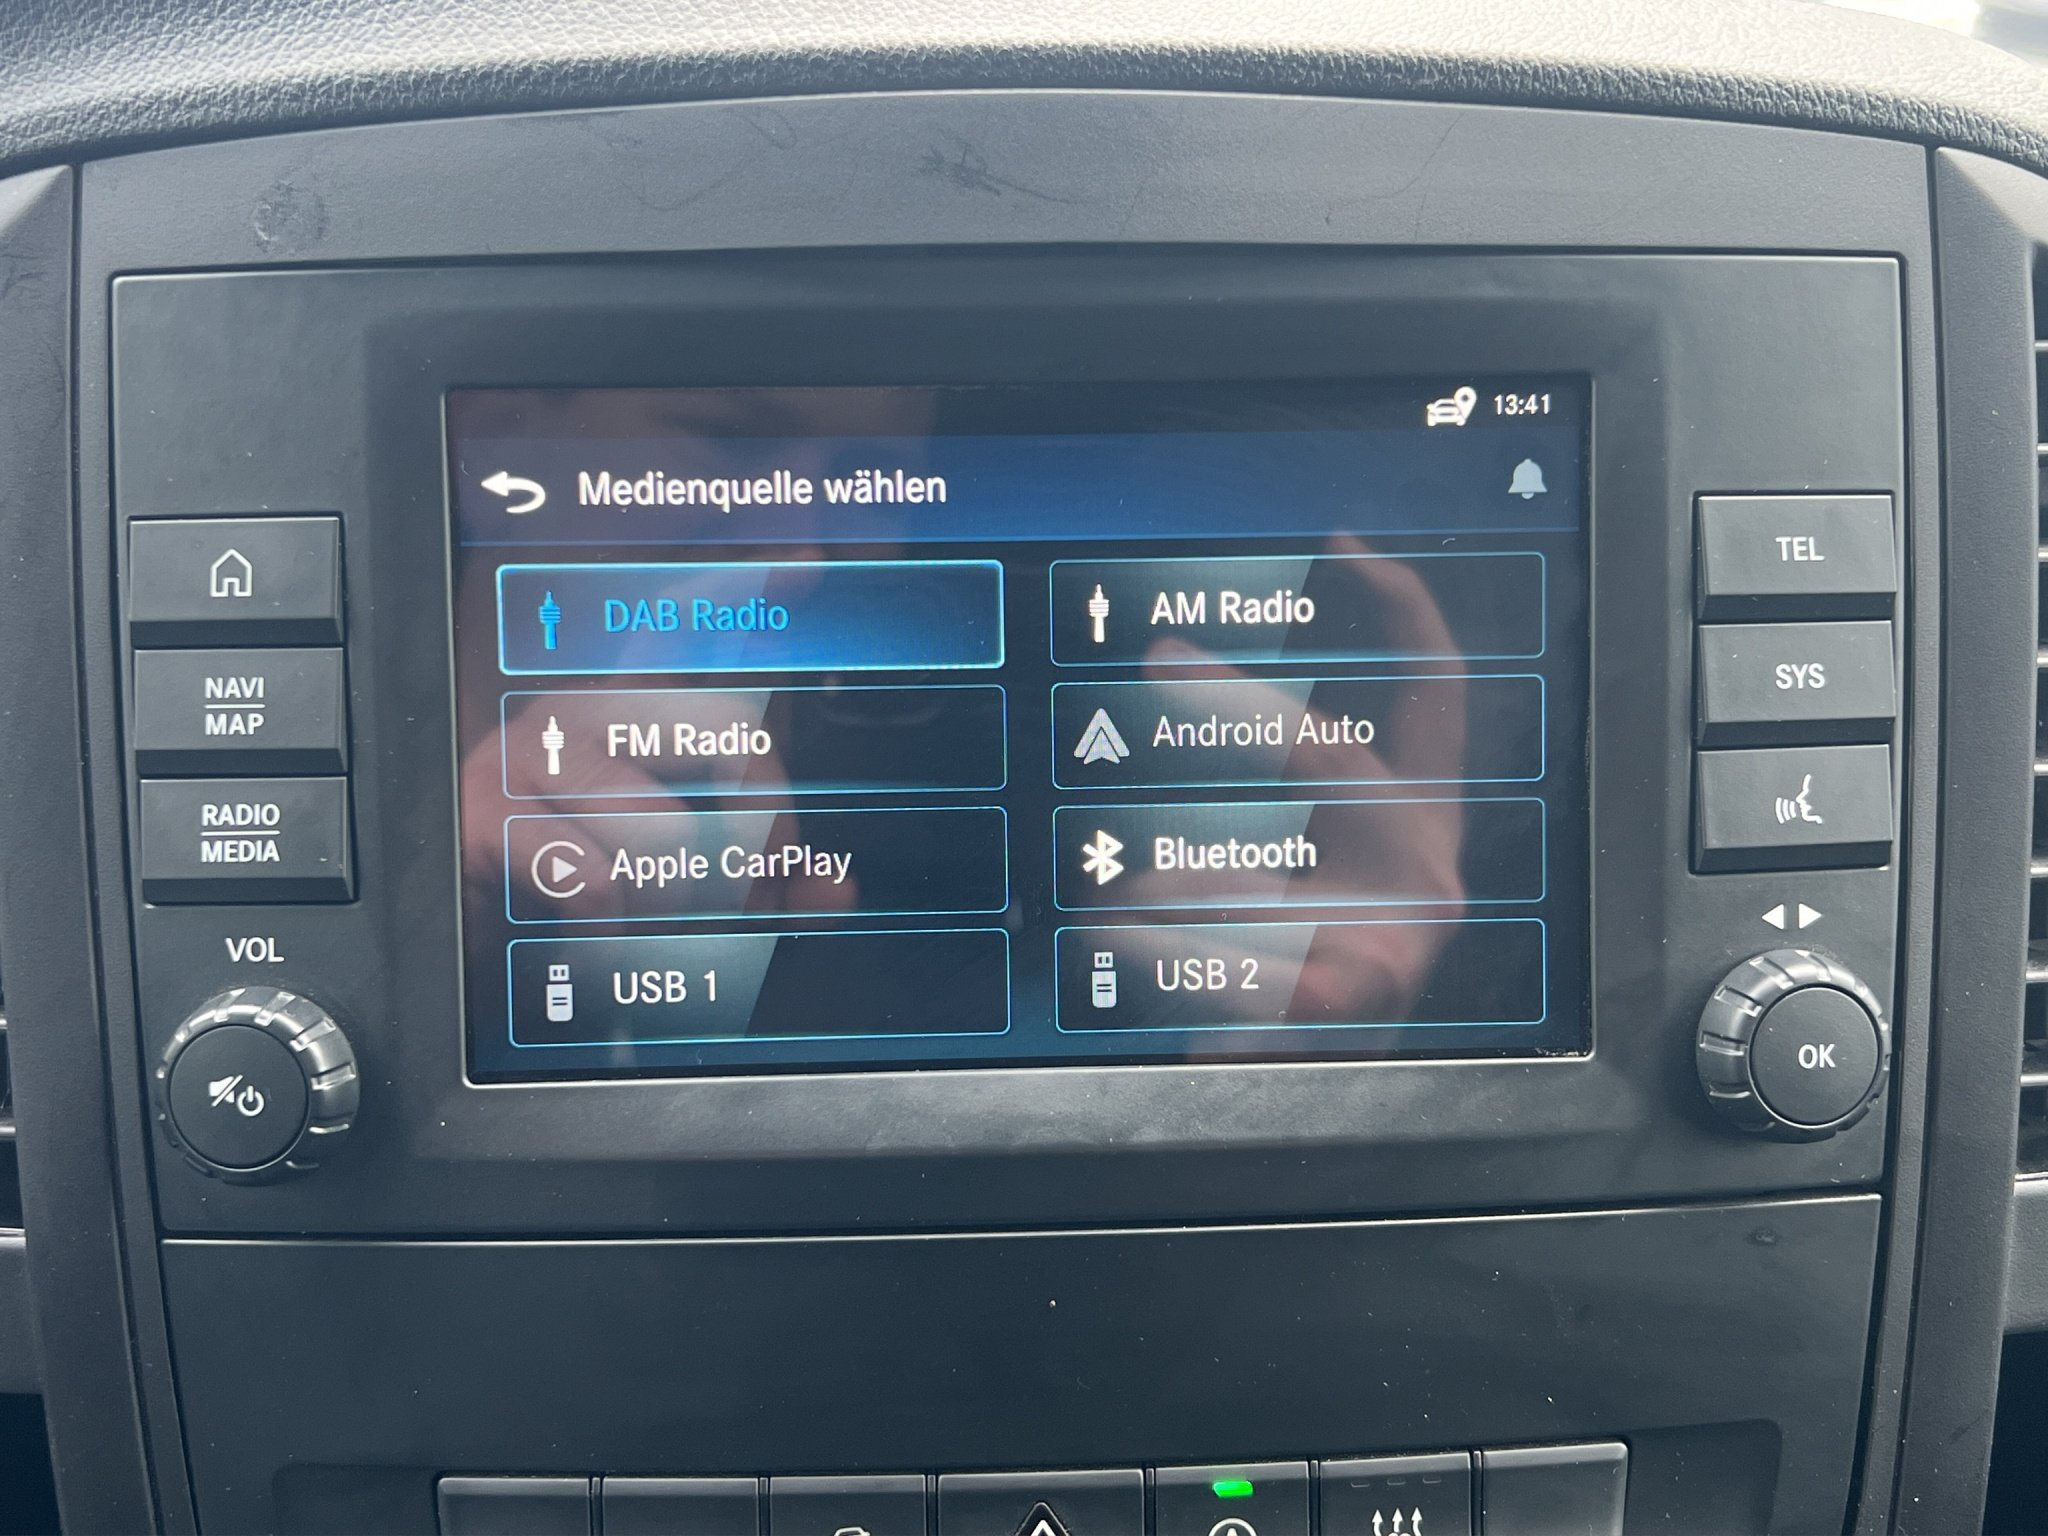 13:41
Medienquelle wählen
DAB Radio
AM Radio
FM Radio
Android Auto
Apple CarPlay
Bluetooth
USB 1
USB 2
NAVI
MAP
RADIO
MEDIA
VOL
TEL
SYS
OK